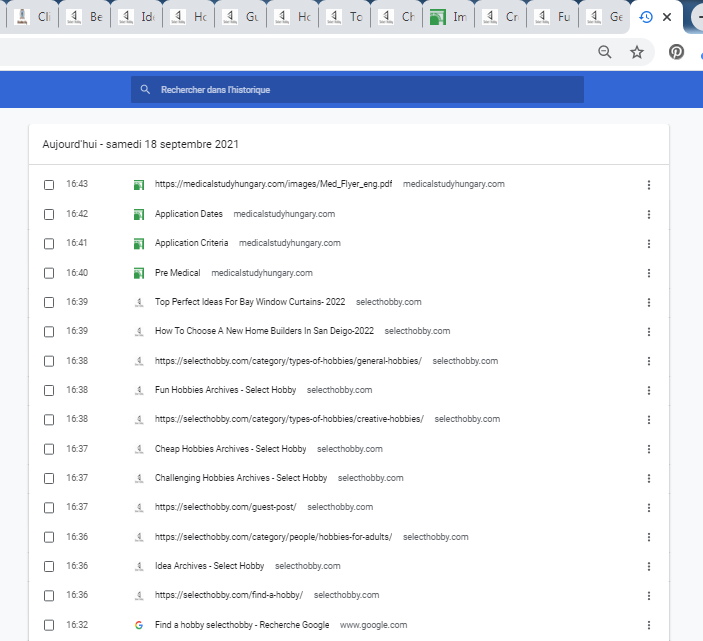 Cli Be Ide Ho Gu Ho To Ch Im Cr Fu Ge
Rechercher dans l'historique
Aujourd'hui - samedi 18 septembre 2021
16:43 https://medicalstudyhungary.com/images/Med_Flyer_eng.pdf medicalstudyhungary.com
16:42 Application Dates medicalstudyhungary.com
16:41 Application Criteria medicalstudyhungary.com
16:40 Pre Medical medicalstudyhungary.com
16:39 Top Perfect Ideas For Bay Window Curtains- 2022 selecthobby.com
16:39 How To Choose A New Home Builders In San Deigo-2022 selecthobby.com
16:38 https://selecthobby.com/category/types-of-hobbies/general-hobbies/ selecthobby.com
16:38 Fun Hobbies Archives - Select Hobby selecthobby.com
16:38 https://selecthobby.com/category/types-of-hobbies/creative-hobbies/ selecthobby.com
16:37 Cheap Hobbies Archives - Select Hobby selecthobby.com
16:37 Challenging Hobbies Archives - Select Hobby selecthobby.com
16:37 https://selecthobby.com/guest-post/ selecthobby.com
16:36 https://selecthobby.com/category/people/hobbies-for-adults/ selecthobby.com
16:36 Idea Archives - Select Hobby selecthobby.com
16:36 https://selecthobby.com/find-a-hobby/ selecthobby.com
16:32 Find a hobby selecthobby - Recherche Google www.google.com